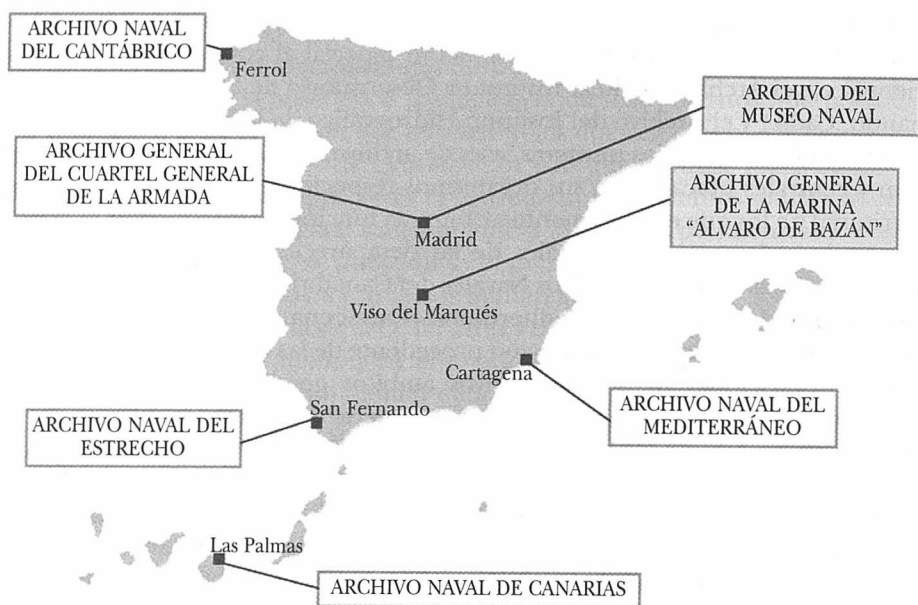 ARCHIVO NAVAL
DEL CANTÁBRICO
Ferrol
ARCHIVO DEL
MUSEO NAVAL
ARCHIVO GENERAL
DEL CUARTEL GENERAL
DE LA ARMADA
Madrid
ARCHIVO GENERAL
DE LA MARINA
“ÁLVARO DE BAZÁN”
Viso del Marqués
Cartagena
ARCHIVO NAVAL DEL
MEDITERRÁNEO
San Fernando
ARCHIVO NAVAL DEL
ESTRECHO
Las Palmas
ARCHIVO NAVAL DE CANARIAS